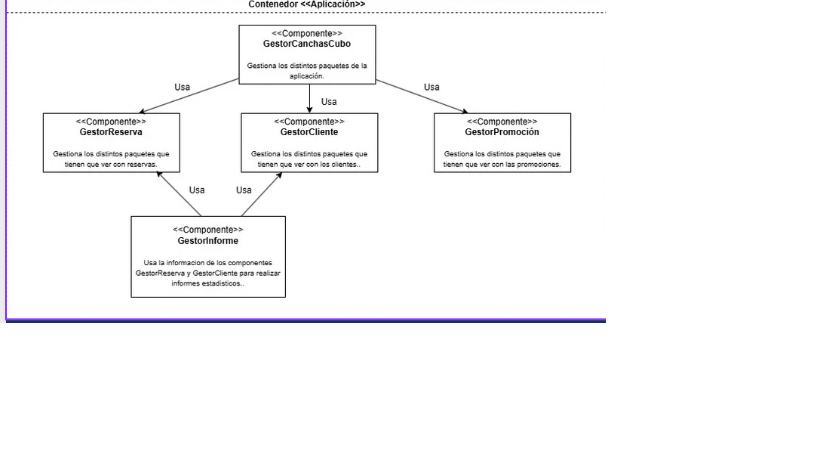 Contenedor <<Aplicación>>
<<Componente>>
GestorCanchasCubo
Gestiona los distintos paquetes de la
aplicación.
Usa
Usa
Usa
<<Componente>>
GestorReserva
Gestiona los distintos paquetes que
tienen que ver con reservas.
<<Componente>>
GestorCliente
Gestiona los distintos paquetes que
tienen que ver con los clientes..
<<Componente>>
GestorPromoción
Gestiona los distintos paquetes que
tienen que ver con las promociones.
Usa
Usa
<<Componente>>
GestorInforme
Usa la informacion de los componentes
GestorReserva y GestorCliente para realizar
informes estadisticos..